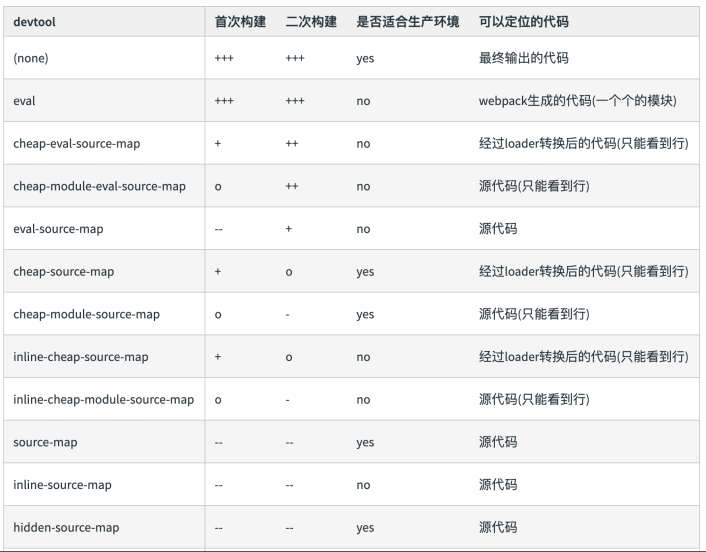 devtool 首次构建 二次构建 是否适合生产环境 可以定位的代码
(none) +++ +++ yes 最终输出的代码
eval +++ +++ no webpack生成的代码(一个个的模块)
cheap-eval-source-map + ++ no 经过loader转换后的代码(只能看到行)
cheap-module-eval-source-map o ++ no 源代码(只能看到行)
eval-source-map -- + no 源代码
cheap-source-map + o yes 经过loader转换后的代码(只能看到行)
cheap-module-source-map o - yes 源代码(只能看到行)
inline-cheap-source-map + o no 经过loader转换后的代码(只能看到行)
inline-cheap-module-source-map o - no 源代码(只能看到行)
source-map -- -- yes 源代码
inline-source-map -- -- no 源代码
hidden-source-map -- -- yes 源代码